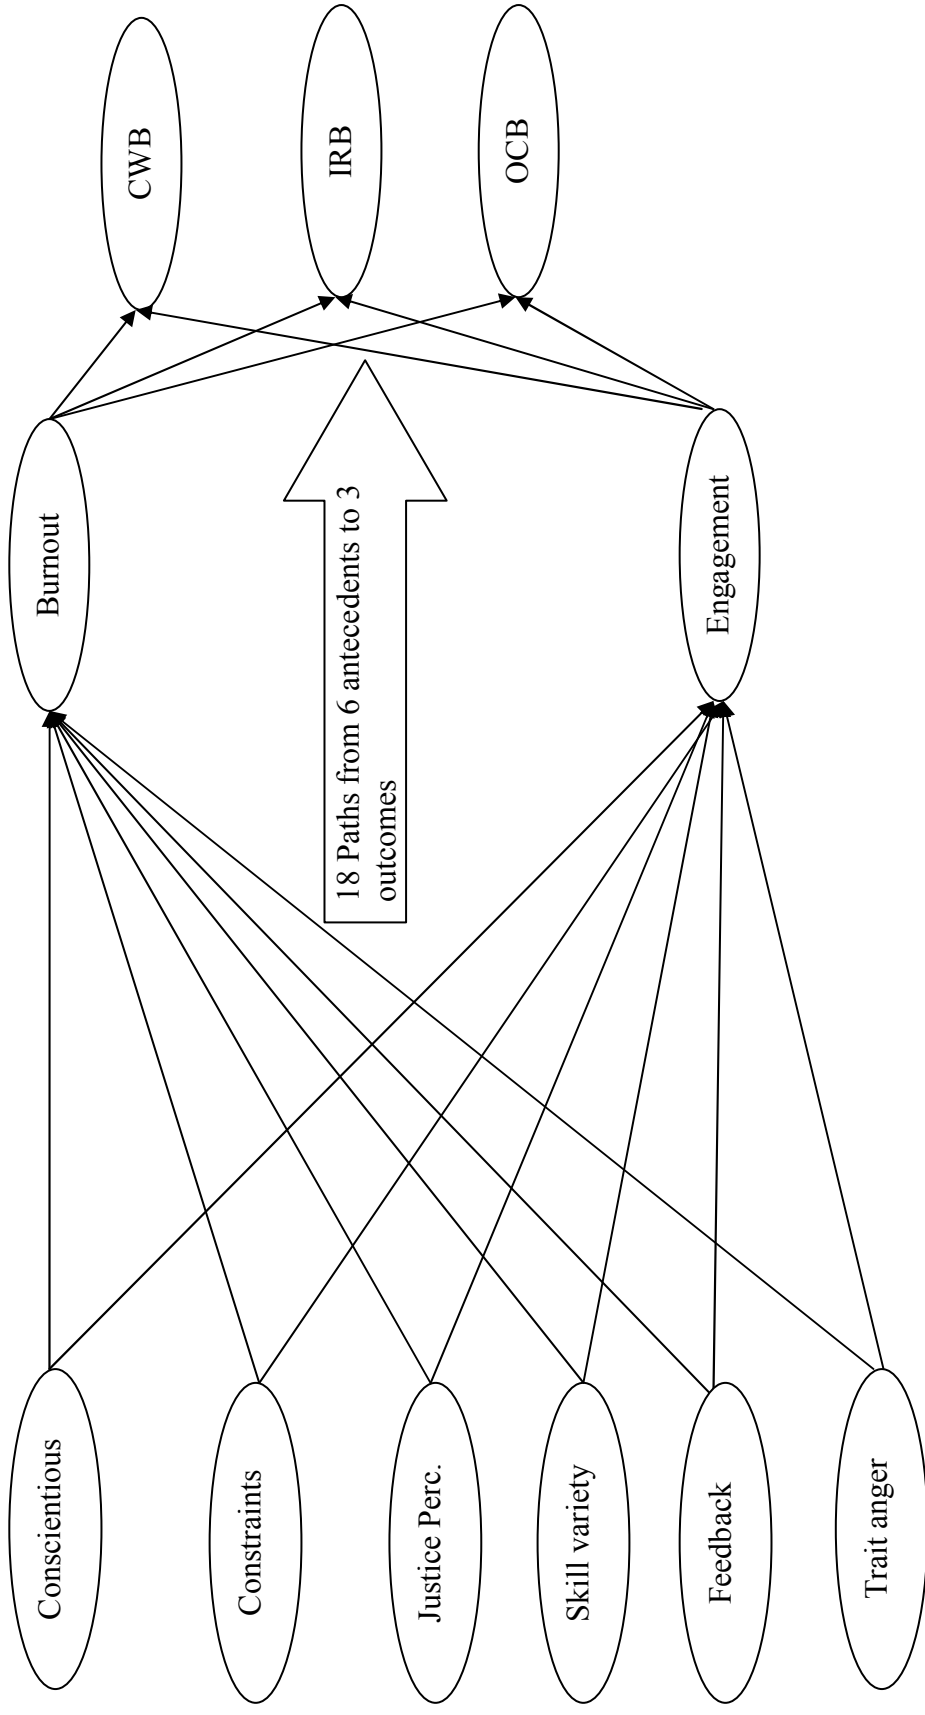 Conscientious
Constraints
Justice Perc.
Skill variety
Feedback
Trait anger
Burnout
18 Paths from 6 antecedents to 3
outcomes
Engagement
CWB
IRB
OCB